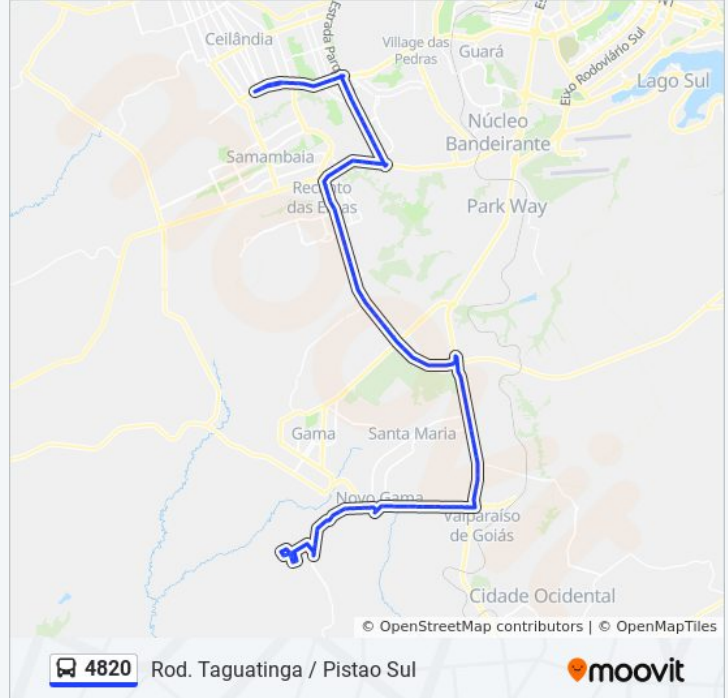 Ceilândia
Estrada Parq
Village das
Pedras
Guará
Eixo Rodoviário Sul
Lago Sul
Núcleo
Bandeirante
Samambaia
Recanto
das Emas
Park Way
Gama
Santa Maria
Novo Gama
Valparaíso
de Goiás
Cidade Ocidental
© OpenStreetMap contributors | © OpenMapTiles
4820 Rod. Taguatinga / Pistao Sul
moovit